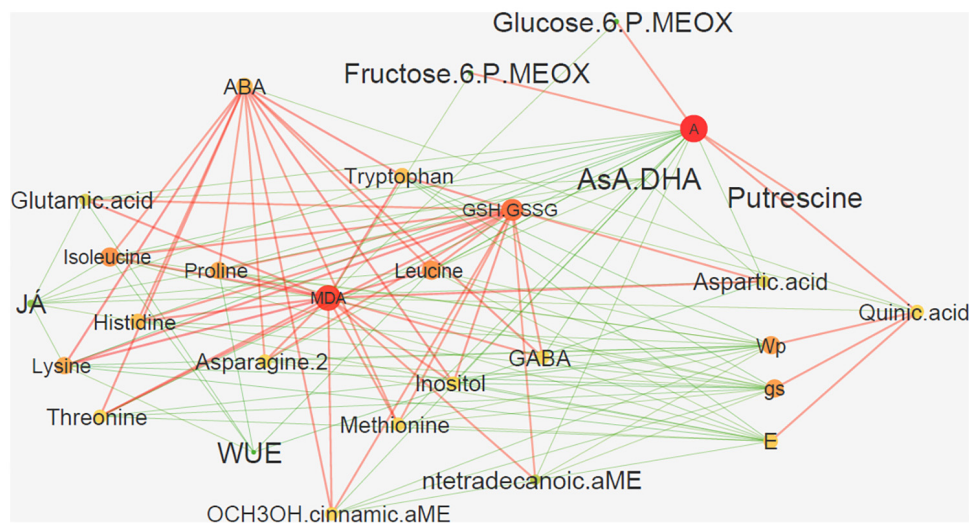 Glucose.6.P.MEOX
Fructose.6.P.MEOX
ABA
A
Tryptophan
AsA.DHA
Putrescine
Glutamic.acid
GSH.GSSG
Isoleucine
Proline
Leucine
Aspartic.acid
MDA
JÁ
Histidine
Quinic.acid
Wp
Lysine
Asparagine.2
GABA
Inositol
gs
Threonine
Methionine
E
WUE
ntetradecanoic.aME
OCH3OH.cinnamic.aME